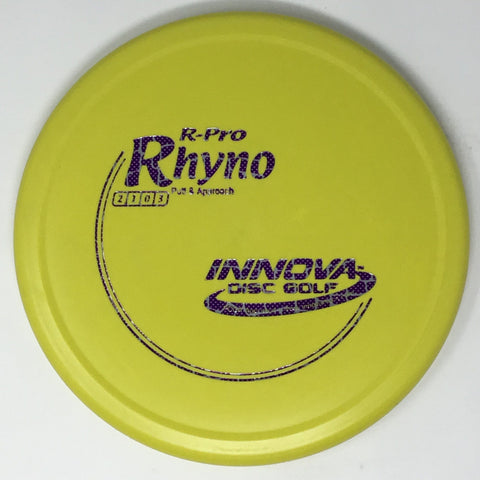 R-Pro
Rhyno
2 1 0 3 Putt & Approach
INNOVA
DISC GOLF